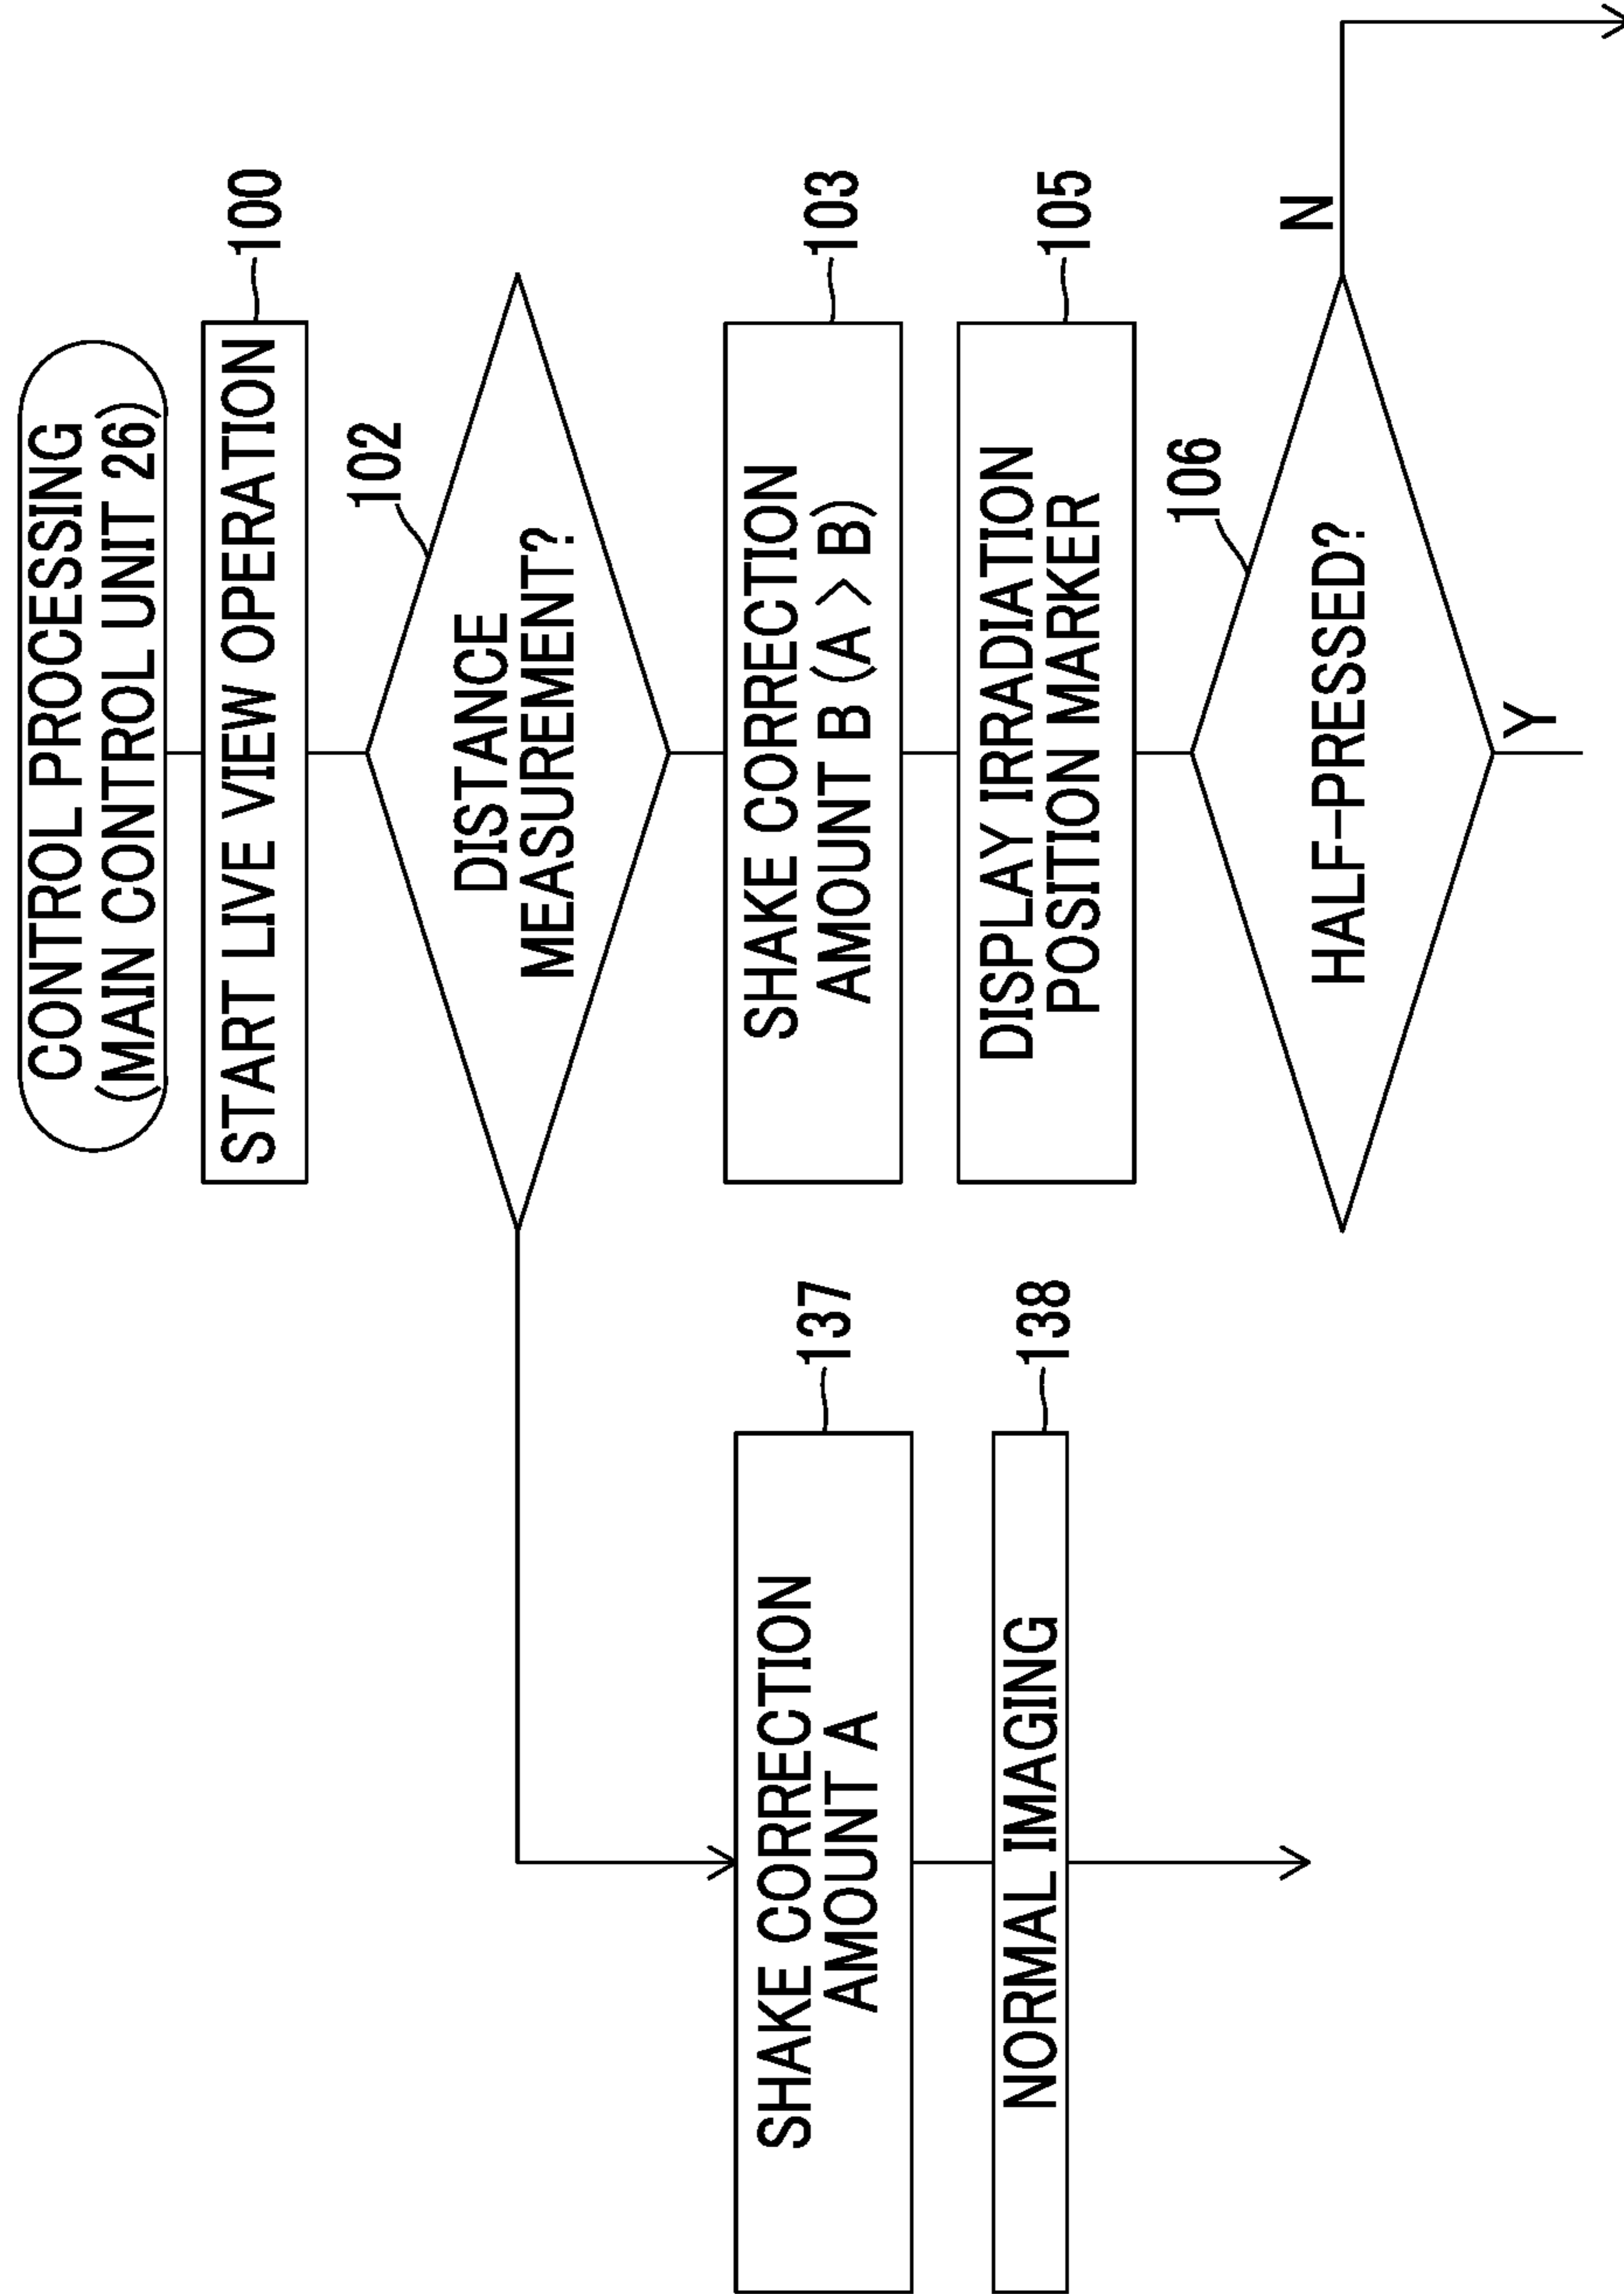 CONTROL PROCESSING
(MAIN CONTROL UNIT 26)
START LIVE VIEW OPERATION
100
102
DISTANCE
MEASUREMENT?
SHAKE CORRECTION
AMOUNT B (A > B)
103
DISPLAY IRRADIATION
POSITION MARKER
105
106
HALF-PRESSED?
N
Y
SHAKE CORRECTION
AMOUNT A
137
NORMAL IMAGING
138